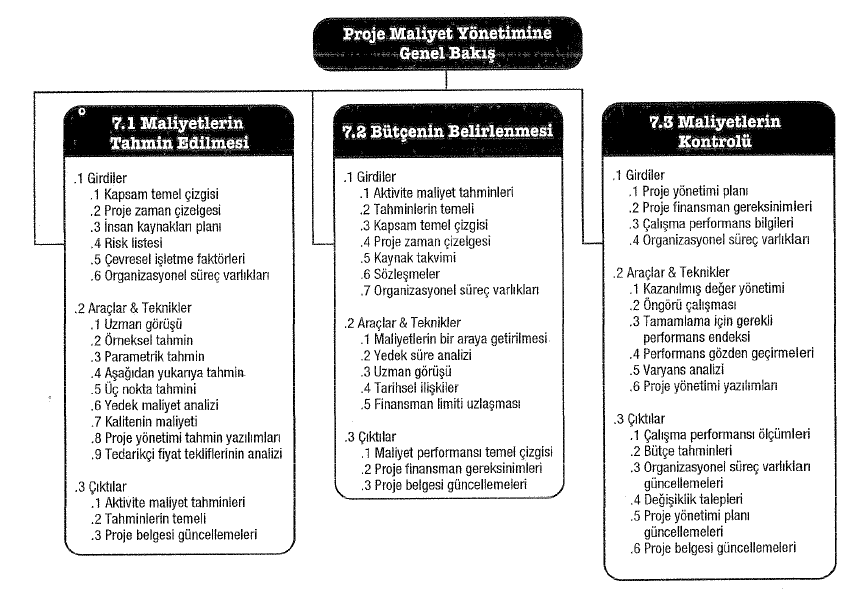 Proje Maliyet Yönetimine
Genel Bakış
7.1 Maliyetlerin
Tahmin Edilmesi
.1 Girdiler
.1 Kapsam temel çizgisi
.2 Proje zaman çizelgesi
.3 İnsan kaynakları planı
.4 Risk listesi
.5 Çevresel işletme faktörleri
.6 Organizasyonel süreç varlıkları
.2 Araçlar & Teknikler
.1 Uzman görüşü
.2 Örneksel tahmin
.3 Parametrik tahmin
.4 Aşağıdan yukarıya tahmin
.5 Üç nokta tahmini
.6 Yedek maliyet analizi
.7 Kalitenin maliyeti
.8 Proje yönetimi tahmin yazılımları
.9 Tedarikçi fiyat tekliflerinin analizi
.3 Çıktılar
.1 Aktivite maliyet tahminleri
.2 Tahminlerin temeli
.3 Proje belgesi güncellemeleri
7.2 Bütçenin Belirlenmesi
.1 Girdiler
.1 Aktivite maliyet tahminleri
.2 Tahminlerin temeli
.3 Kapsam temel çizgisi
.4 Proje zaman çizelgesi
.5 Kaynak takvimi
.6 Sözleşmeler
.7 Organizasyonel süreç varlıkları
.2 Araçlar & Teknikler
.1 Maliyetlerin bir araya getirilmesi
.2 Yedek süre analizi
.3 Uzman görüşü
.4 Tarihsel ilişkiler
.5 Finansman limiti uzlaşması
.3 Çıktılar
.1 Maliyet performansı temel çizgisi
.2 Proje finansman gereksinimleri
.3 Proje belgesi güncellemeleri
7.3 Maliyetlerin
Kontrolü
.1 Girdiler
.1 Proje yönetimi planı
.2 Proje finansman gereksinimleri
.3 Çalışma performans bilgileri
.4 Organizasyonel süreç varlıkları
.2 Araçlar & Teknikler
.1 Kazanılmış değer yönetimi
.2 Öngörü çalışması
.3 Tamamlama için gerekli
performans endeksi
.4 Performans gözden geçirmeleri
.5 Varyans analizi
.6 Proje yönetimi yazılımları
.3 Çıktılar
.1 Çalışma performansı ölçümleri
.2 Bütçe tahminleri
.3 Organizasyonel süreç varlıkları
güncellemeleri
.4 Değişiklik talepleri
.5 Proje yönetimi planı
güncellemeleri
.6 Proje belgesi güncellemeleri